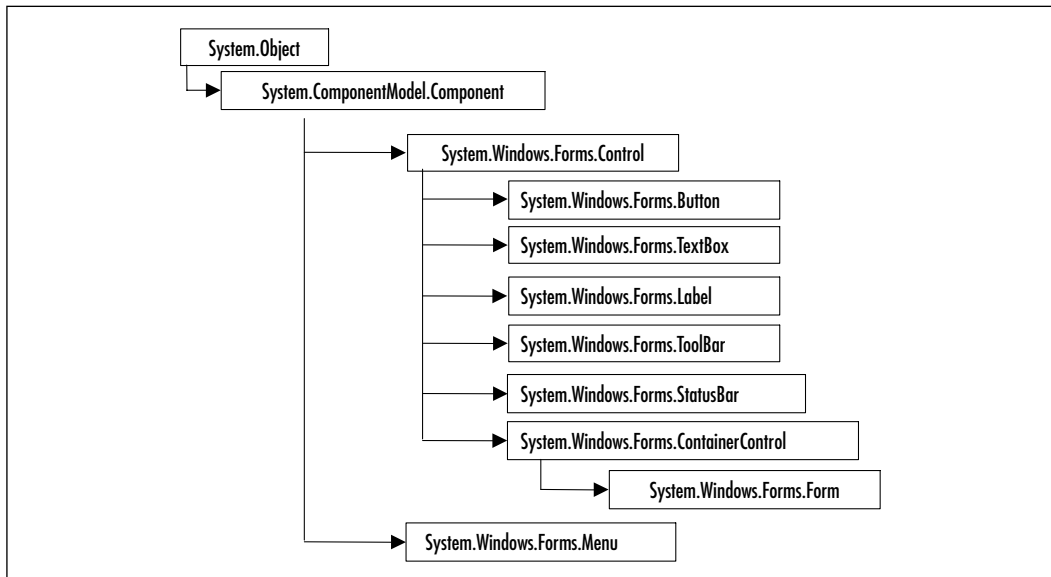 System.Object
System.ComponentModel.Component
System.Windows.Forms.Control
System.Windows.Forms.Button
System.Windows.Forms.TextBox
System.Windows.Forms.Label
System.Windows.Forms.ToolBar
System.Windows.Forms.StatusBar
System.Windows.Forms.ContainerControl
System.Windows.Forms.Form
System.Windows.Forms.Menu